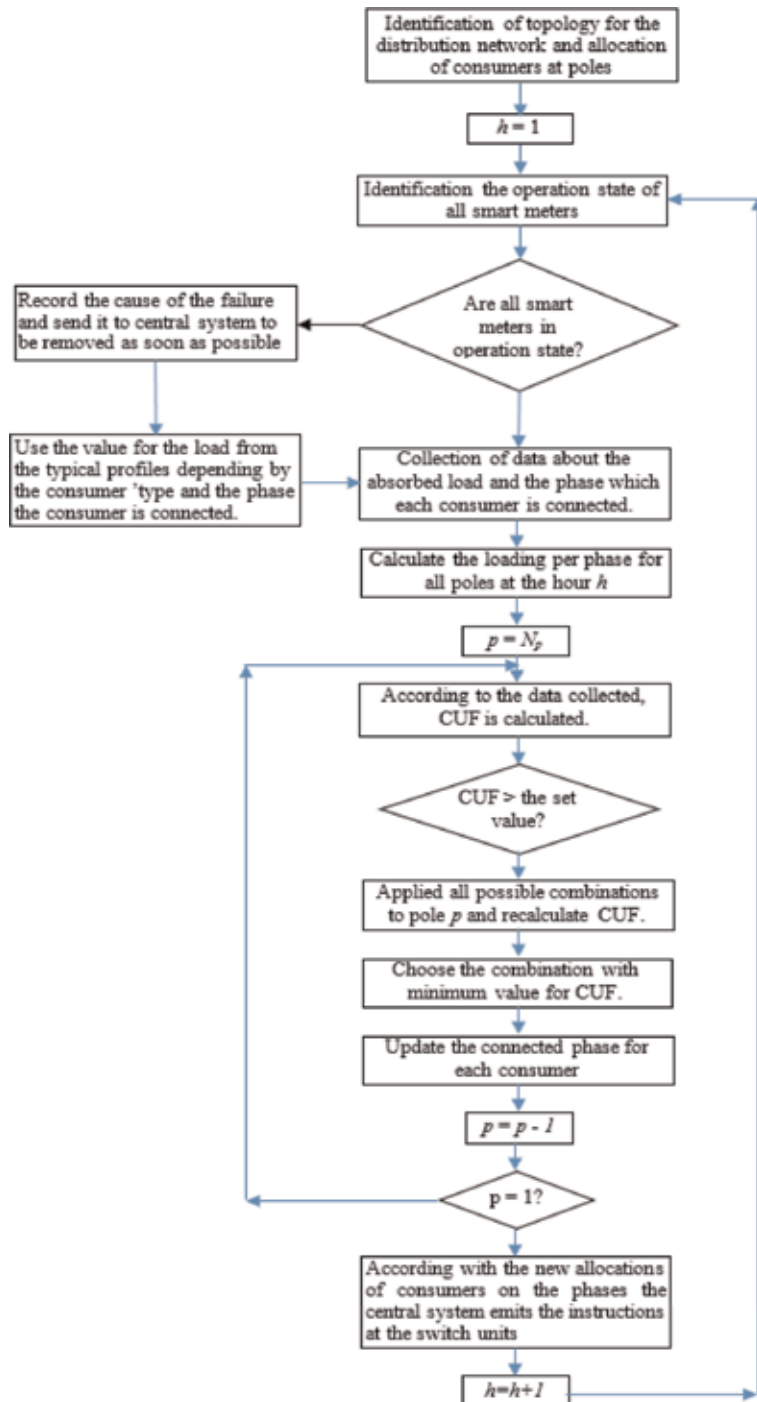 Identification of topology for the
distribution network and allocation
of consumers at poles
h = 1
Identification the operation state of
all smart meters
Are all smart
meters in
operation state?
Record the cause of the failure
and send it to central system to
be removed as soon as possible
Use the value for the load from
the typical profiles depending by
the consumer 'type and the phase
the consumer is connected.
Collection of data about the
absorbed load and the phase which
each consumer is connected.
Calculate the loading per phase for
all poles at the hour h
p = Np
According to the data collected,
CUF is calculated.
CUF > the set
value?
Applied all possible combinations
to pole p and recalculate CUF.
Choose the combination with
minimum value for CUF.
Update the connected phase for
each consumer
p = p - 1
p = 1?
According with the new allocations
of consumers on the phases the
central system emits the instructions
at the switch units
h=h+1